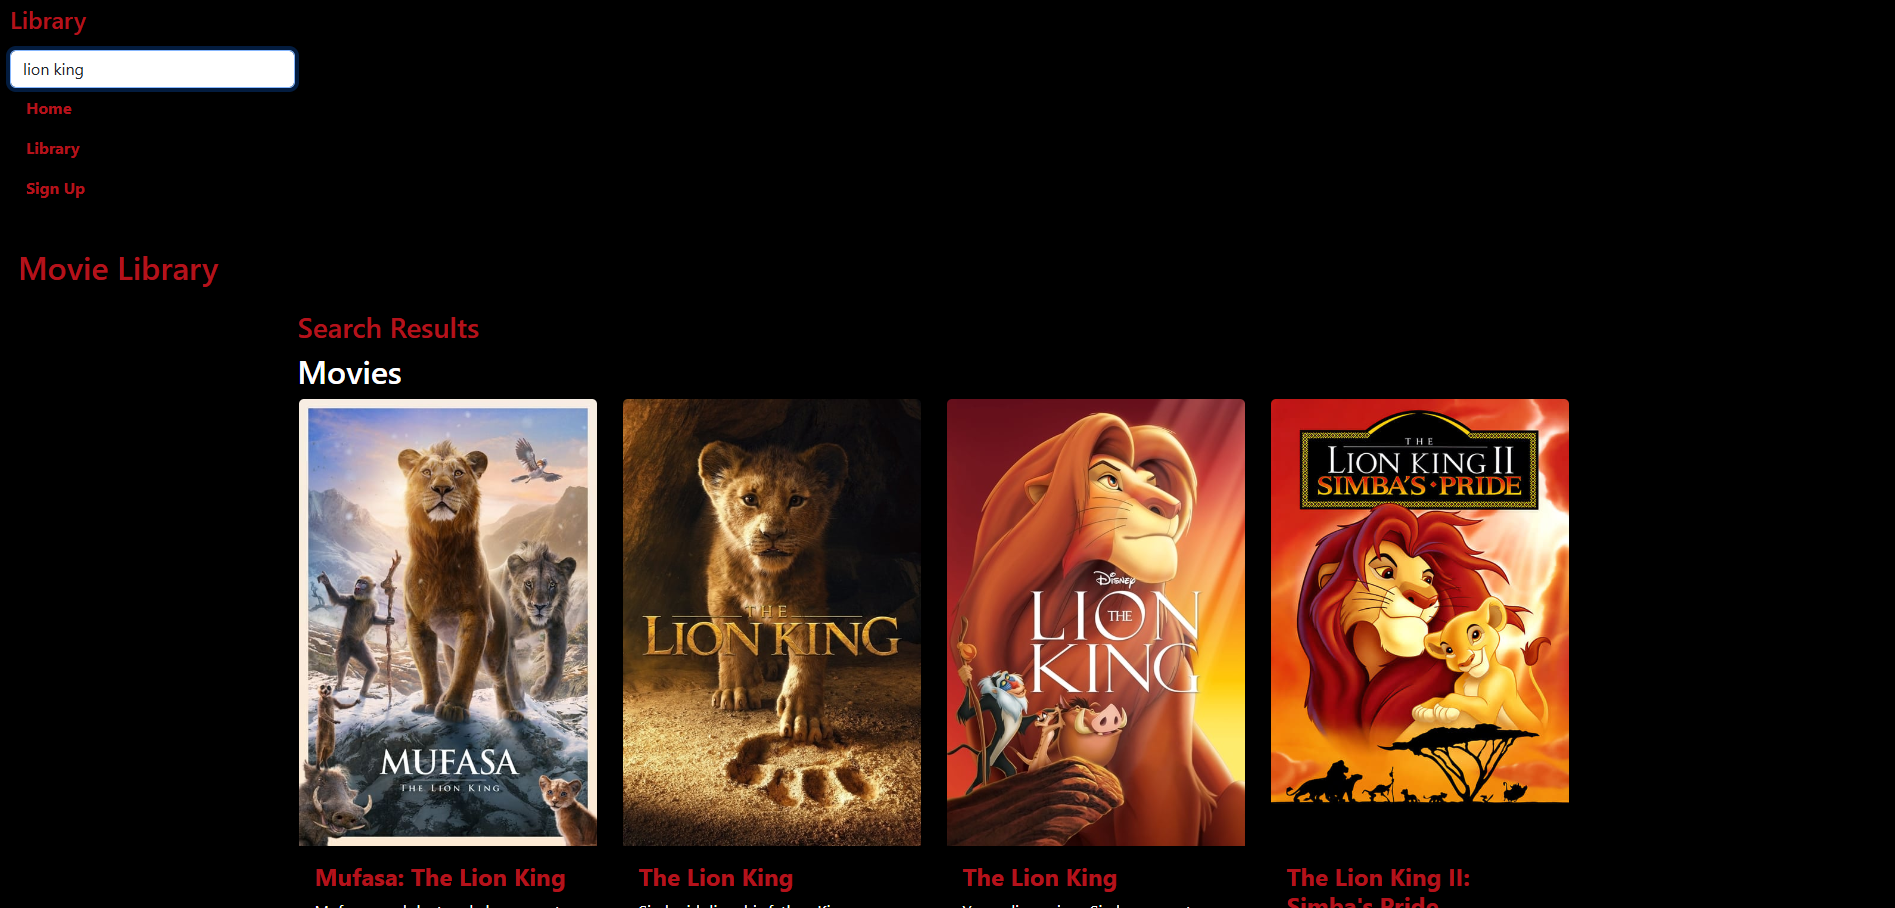 Library
lion king
Home
Library
Sign Up
Movie Library
Search Results
Movies
MUFASA
THE LION KING
THE
LION KING
DISNEY
LION
THE
KING
THE
LION KING II
SIMBA'S • PRIDE
Mufasa: The Lion King
The Lion King
The Lion King
The Lion King II:
Simba's Pride